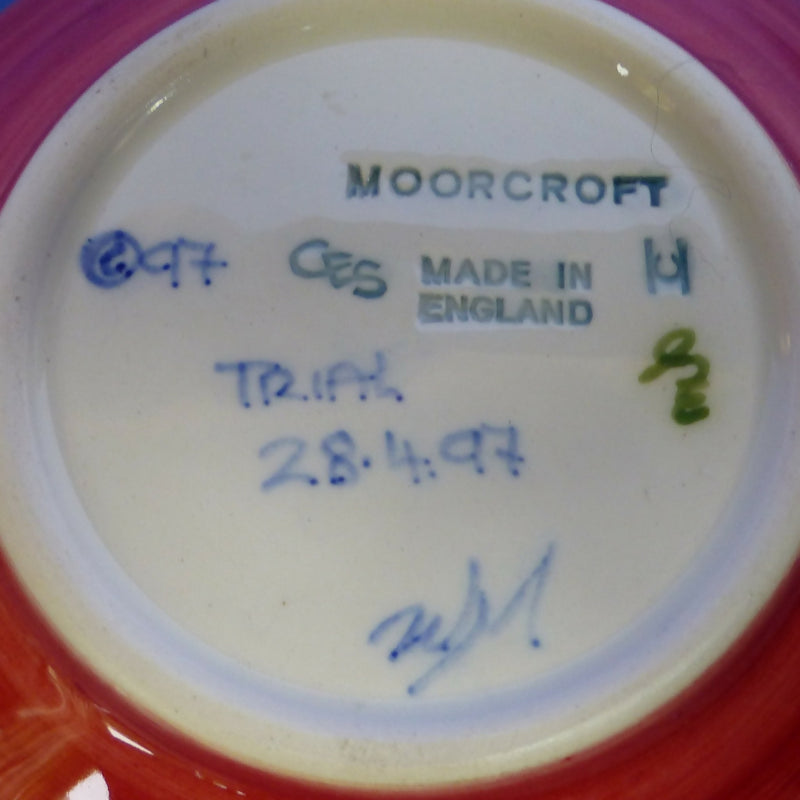 MOORCROFT
©97 CES MADE IN
ENGLAND
TRIAL
28.4.97